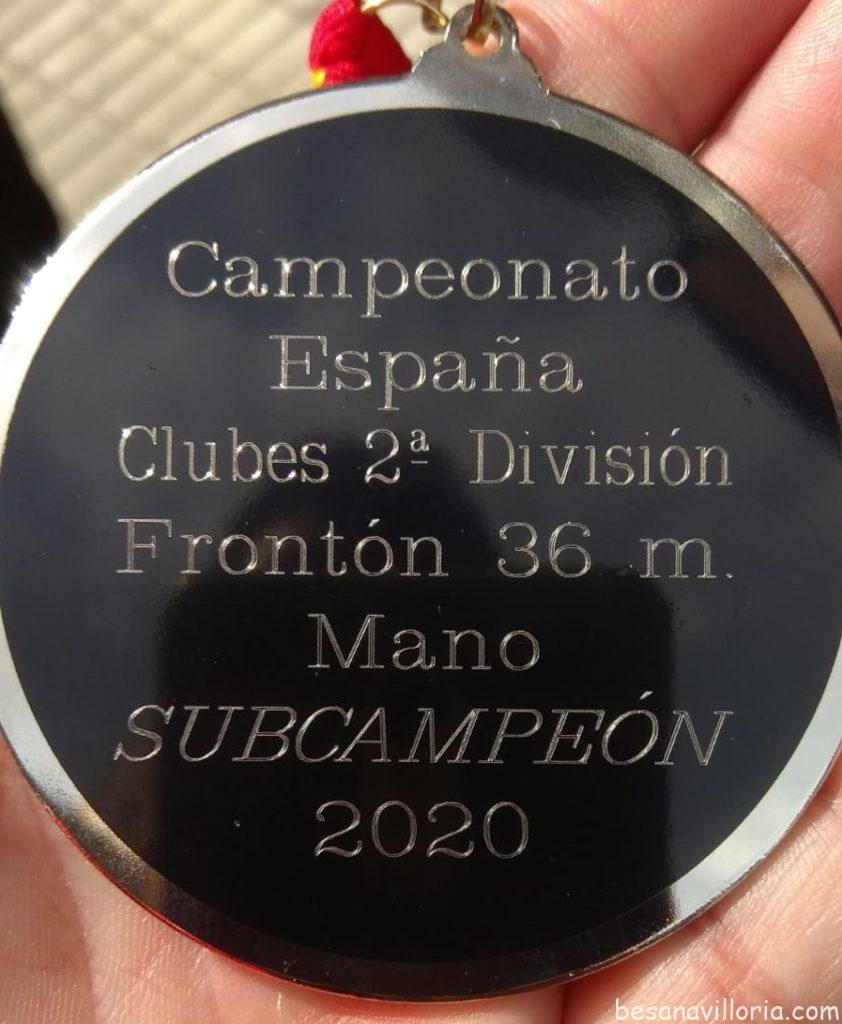 Campeonato
España
Clubes 2ª División
Frontón 36 m.
Mano
SUBCAMPEÓN
2020
besanavilloria.com